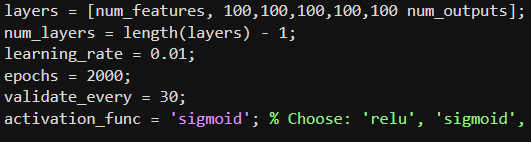 layers = [num_features, 100,100,100,100,100 num_outputs];
num_layers = length(layers) - 1;
learning_rate = 0.01;
epochs = 2000;
validate_every = 30;
activation_func = 'sigmoid'; % Choose: 'relu', 'sigmoid',